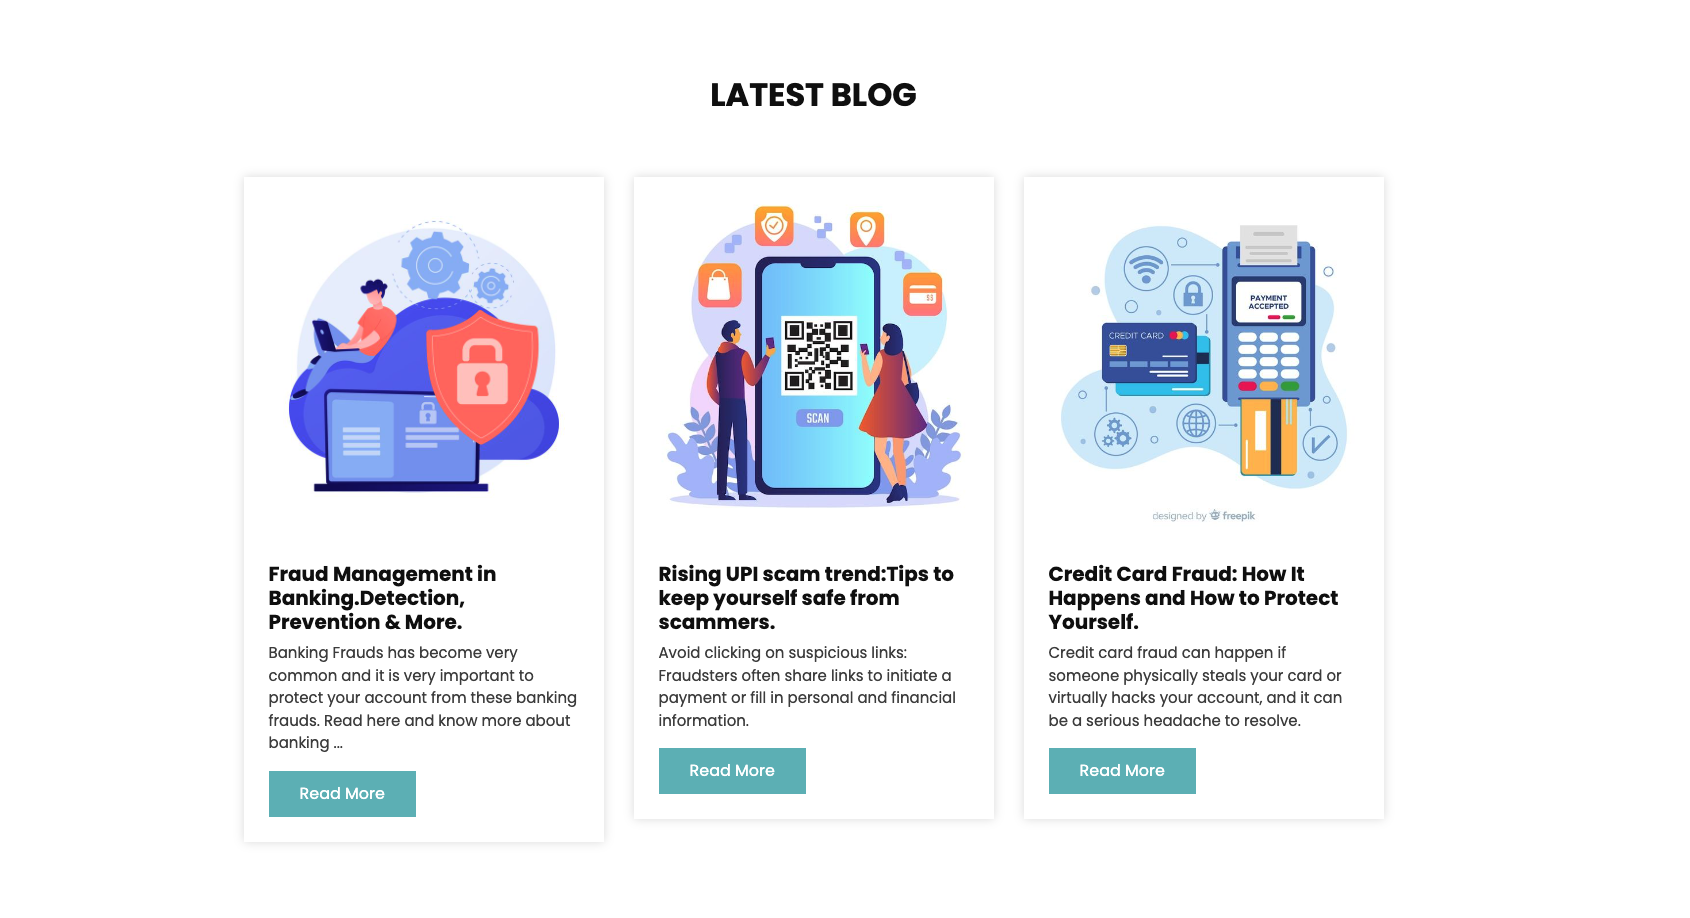 LATEST BLOG
SCAN
$$
CREDIT CARD
PAYMENT
ACCEPTED
designed by freepik
Fraud Management in
Banking.Detection,
Prevention & More.
Banking Frauds has become very
common and it is very important to
protect your account from these banking
frauds. Read here and know more about
banking ...
Read More
Rising UPI scam trend:Tips to
keep yourself safe from
scammers.
Avoid clicking on suspicious links:
Fraudsters often share links to initiate a
payment or fill in personal and financial
information.
Read More
Credit Card Fraud: How It
Happens and How to Protect
Yourself.
Credit card fraud can happen if
someone physically steals your card or
virtually hacks your account, and it can
be a serious headache to resolve.
Read More